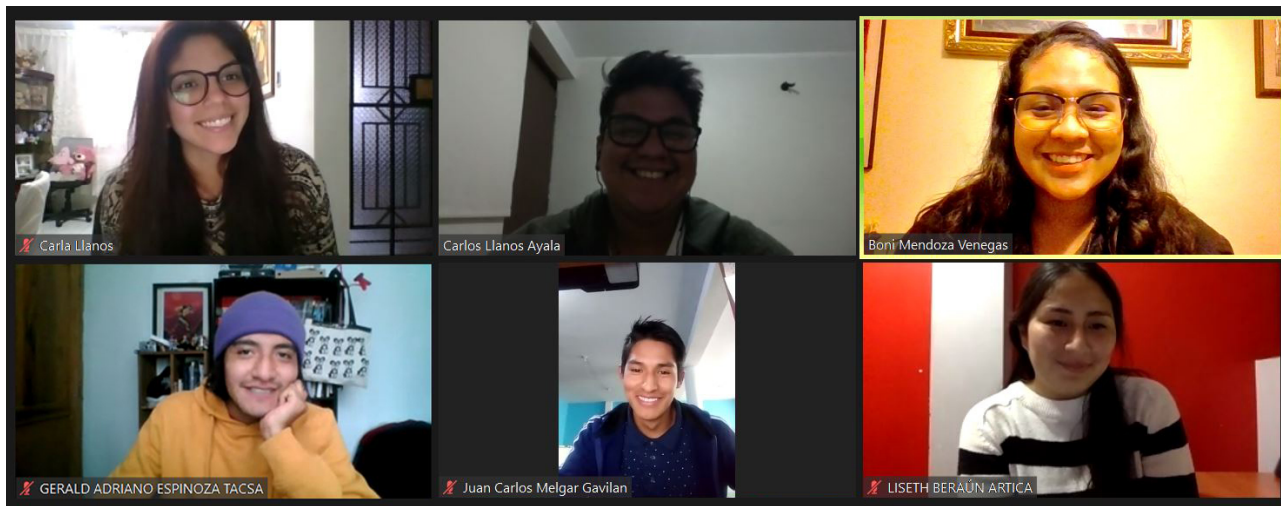 Carla Llanos
Carlos Llanos Ayala
Boni Mendoza Venegas
GERALD ADRIANO ESPINOZA TACSA
Juan Carlos Melgar Gavilan
LISETH BERAÚN ARTICA